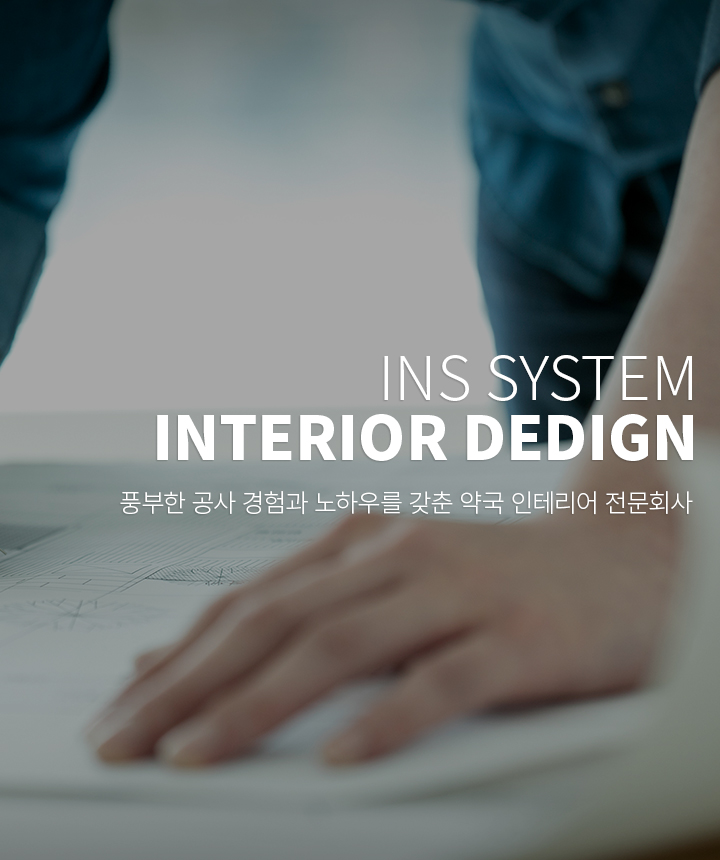 INS SYSTEM
INTERIOR DEDIGN
풍부한 공사 경험과 노하우를 갖춘 약국 인테리어 전문회사